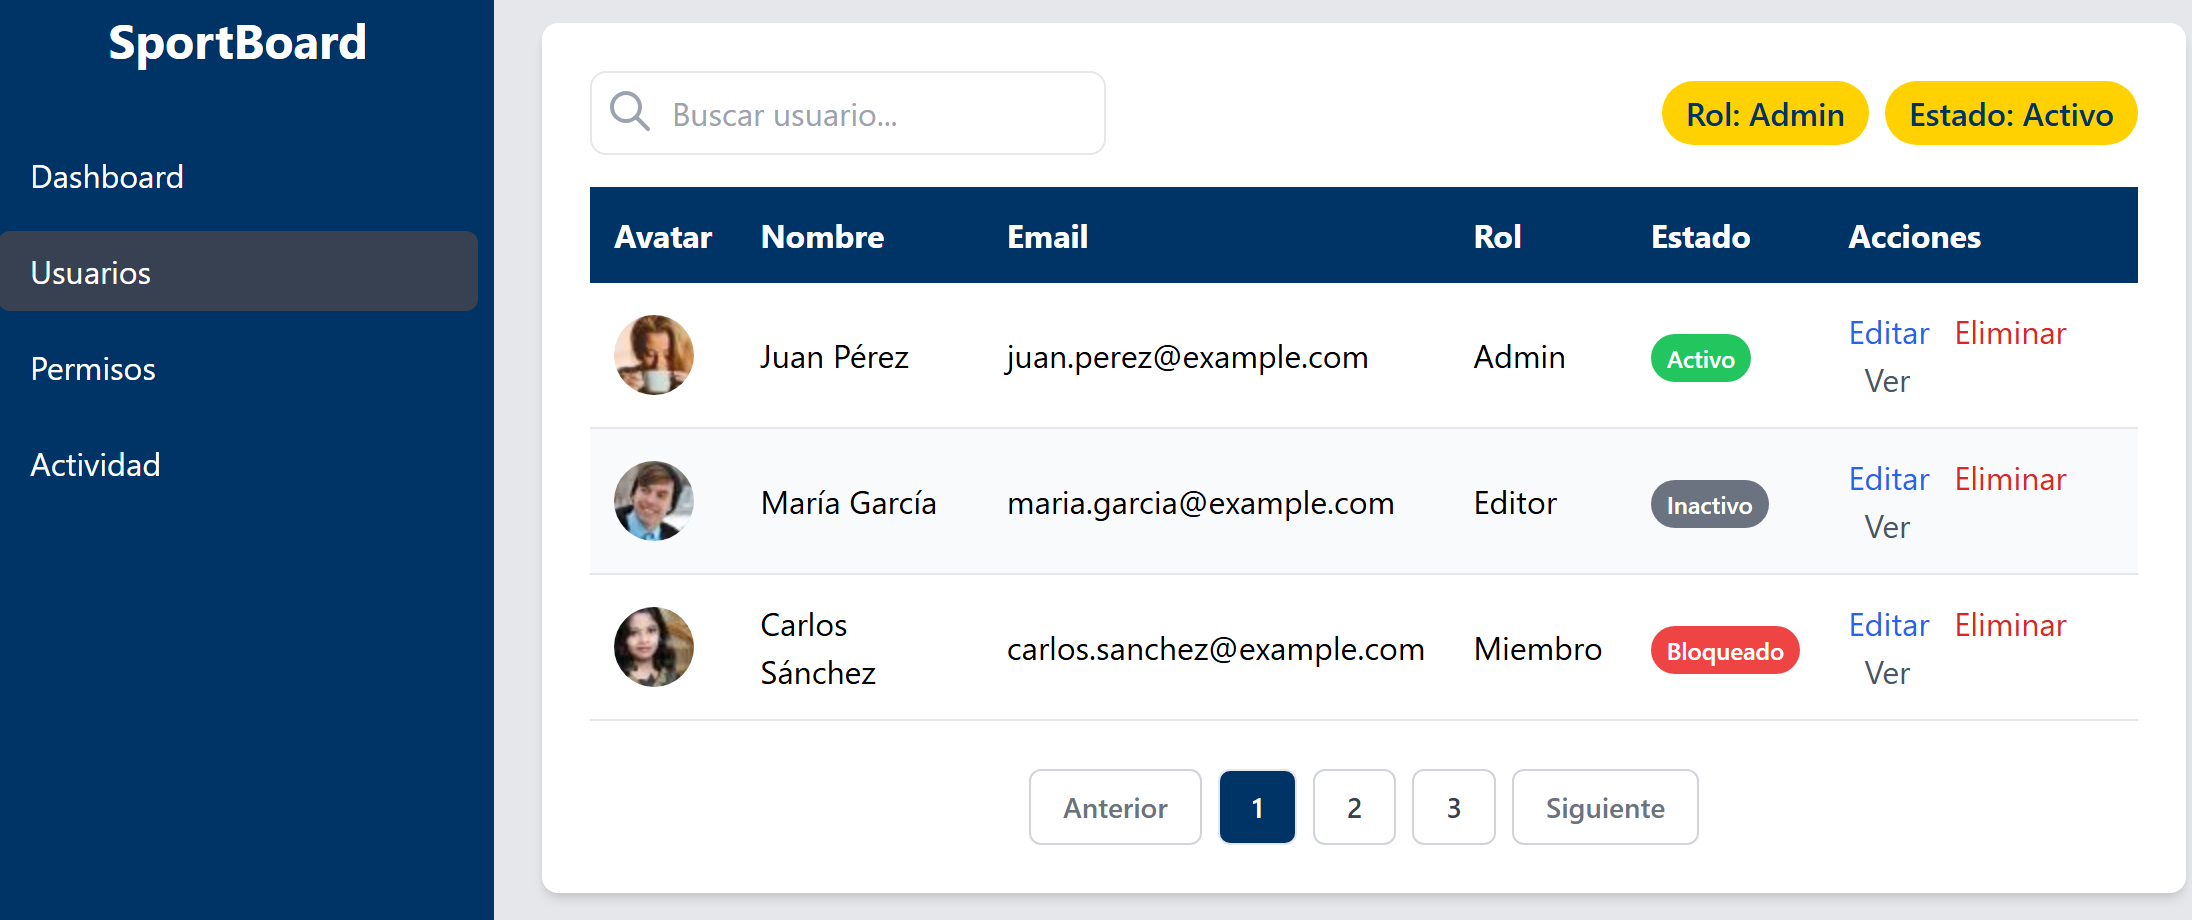 SportBoard
Dashboard
Usuarios
Permisos
Actividad
Buscar usuario...
Rol: Admin
Estado: Activo
Avatar Nombre Email Rol Estado Acciones
Juan Pérez juan.perez@example.com Admin Activo Editar Eliminar
Ver
María García maria.garcia@example.com Editor Inactivo Editar Eliminar
Ver
Carlos
Sánchez carlos.sanchez@example.com Miembro Bloqueado Editar Eliminar
Ver
Anterior 1 2 3 Siguiente